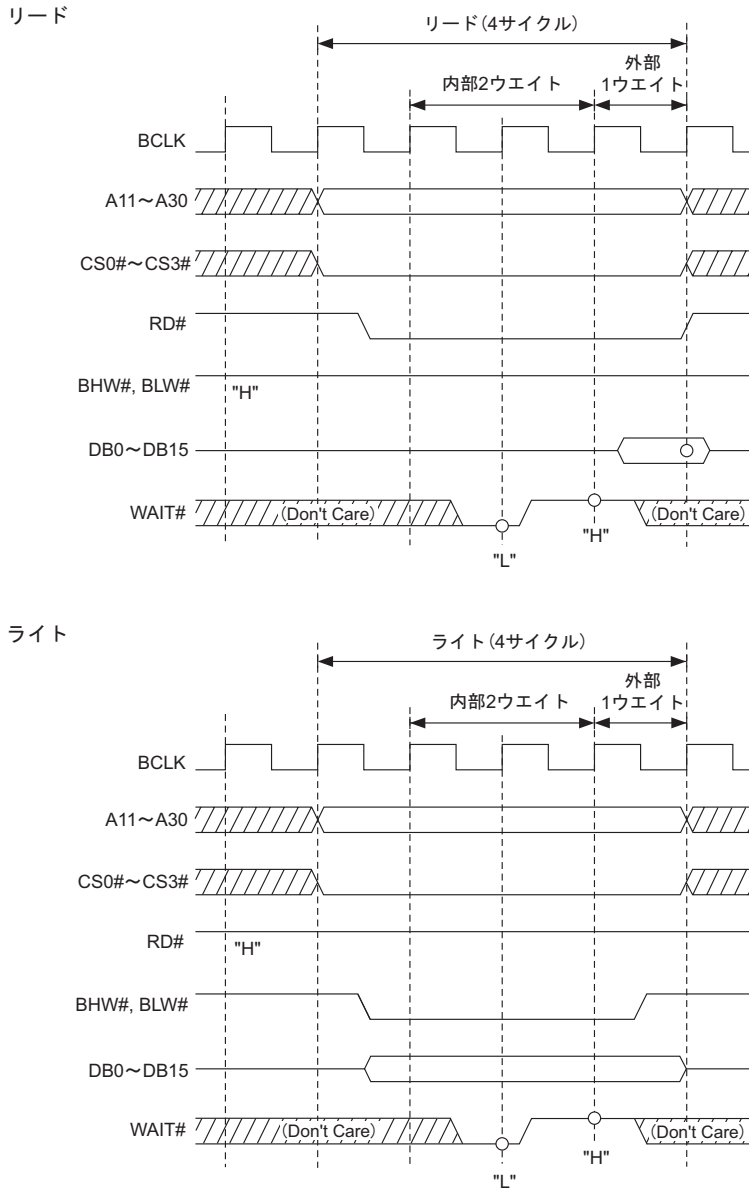 リード
リード(4サイクル)
内部2ウエイト
外部
1ウエイト
BCLK
A11～A30
CS0#～CS3#
RD#
BHW#, BLW#
"H"
DB0～DB15
WAIT#
(Don't Care)
(Don't Care)
"L"
"H"
ライト
ライト(4サイクル)
内部2ウエイト
外部
1ウエイト
BCLK
A11～A30
CS0#～CS3#
RD#
"H"
BHW#, BLW#
DB0～DB15
WAIT#
(Don't Care)
(Don't Care)
"L"
"H"